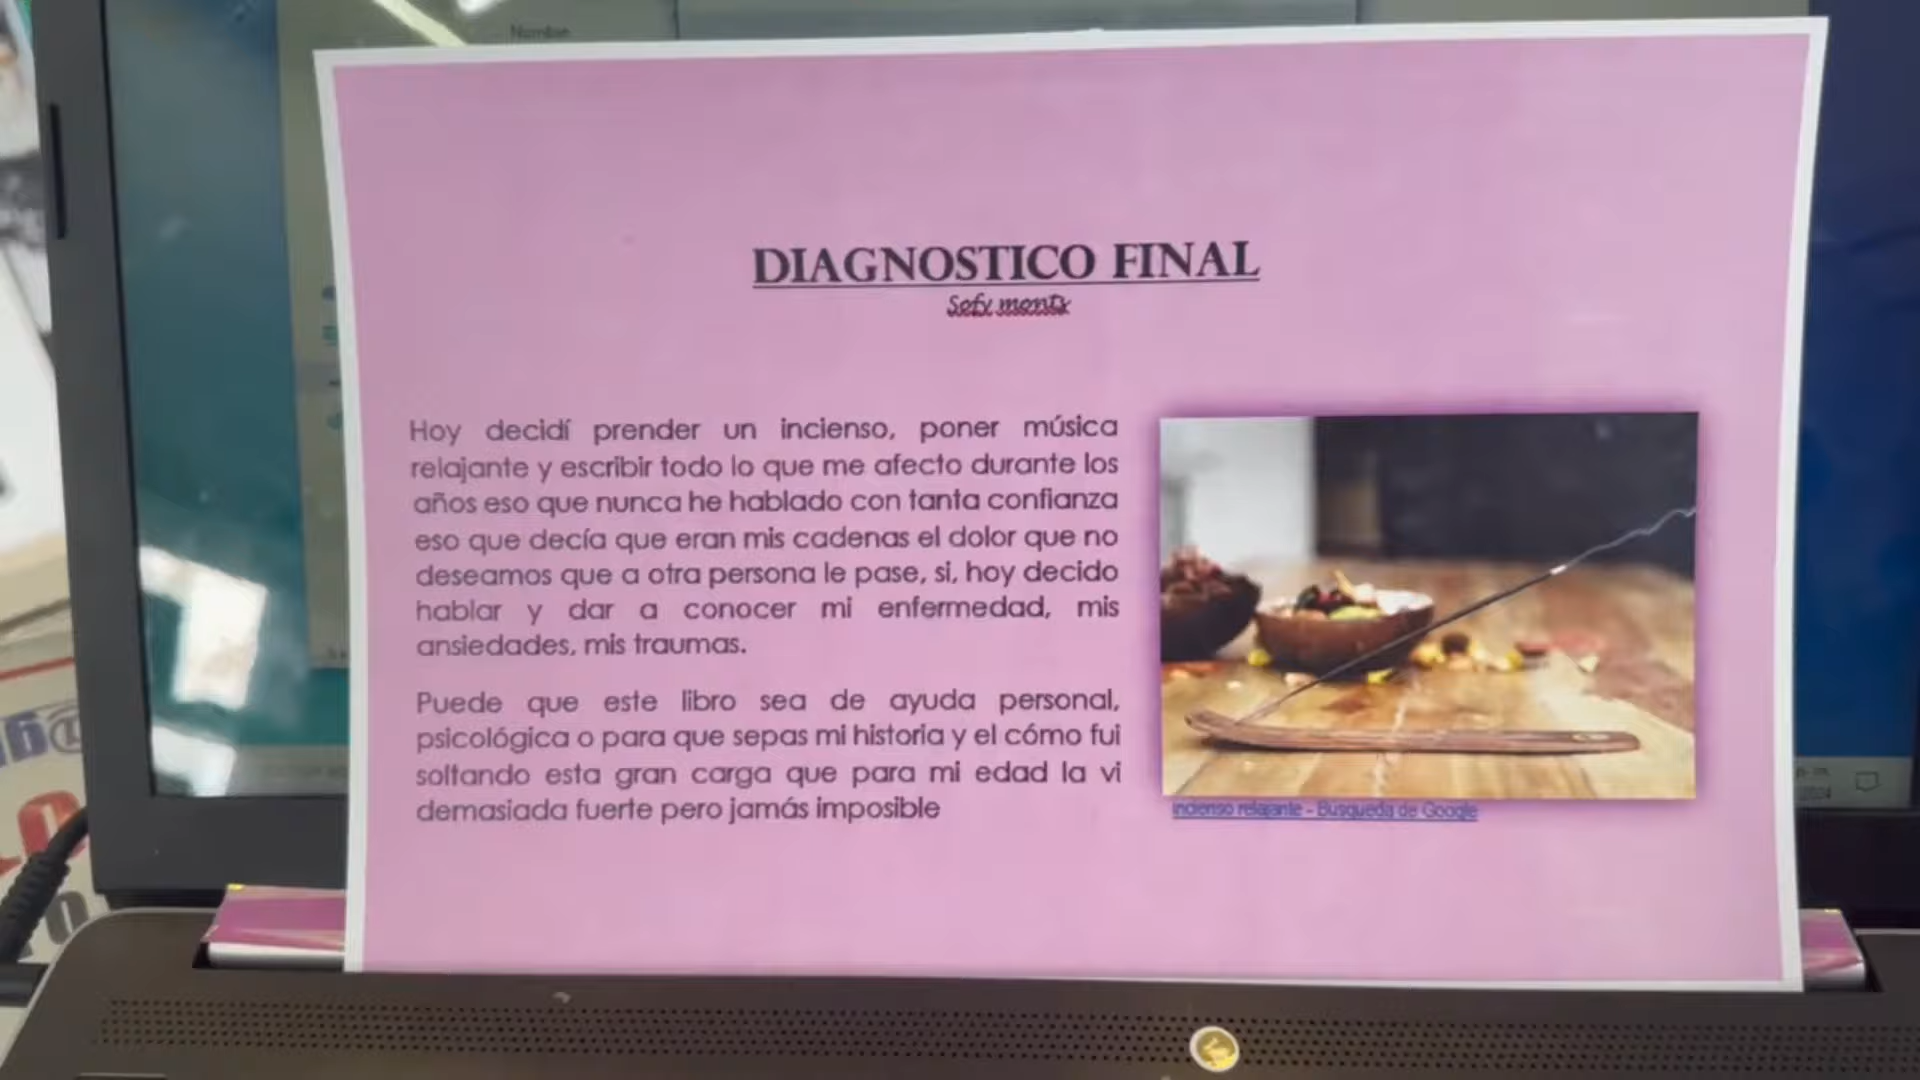 Nombre
DIAGNOSTICO FINAL
Sofy monts
Hoy decidí prender un incienso, poner música
relajante y escribir todo lo que me afecto durante los
años eso que nunca he hablado con tanta confianza
eso que decía que eran mis cadenas el dolor que no
deseamos que a otra persona le pase, si, hoy decido
hablar y dar a conocer mi enfermedad, mis
ansiedades, mis traumas.
Puede que este libro sea de ayuda personal,
psicológica o para que sepas mi historia y el cómo fui
soltando esta gran carga que para mi edad la vi
demasiada fuerte pero jamás imposible
incienso relajante - Búsqueda de Google